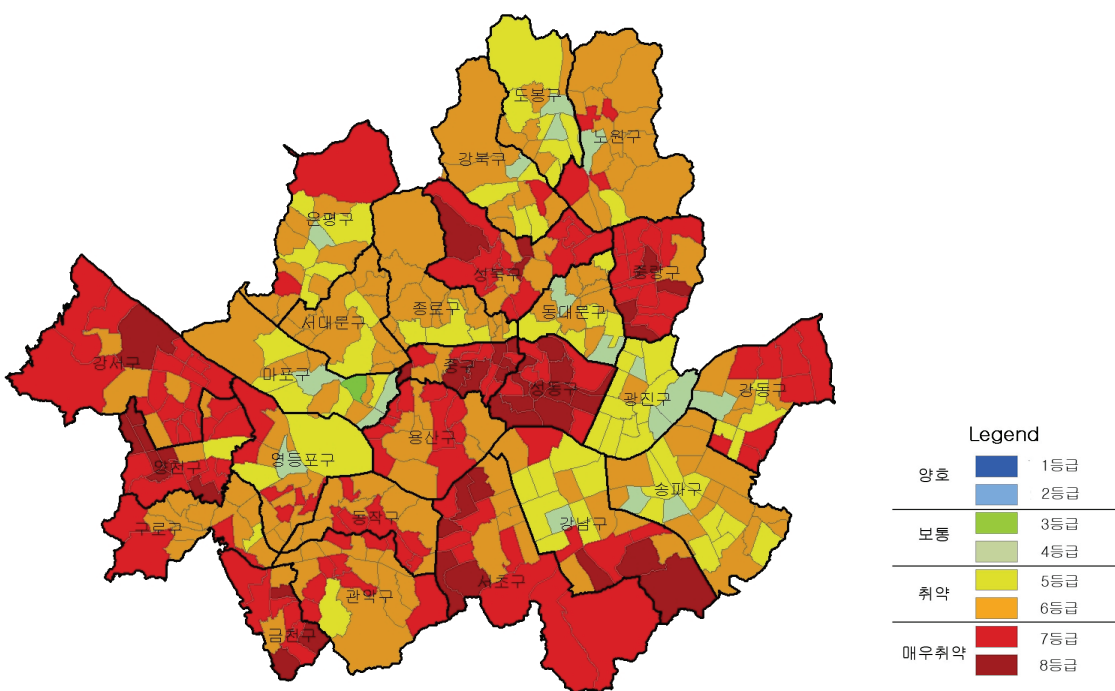 도봉구
노원구
강북구
은평구
성북구
중랑구
종로구
동대문구
서대문구
강서구
마포구
중구
성동구
광진구
강동구
용산구
양천구
영등포구
송파구
동작구
강남구
구로구
서초구
관악구
금천구
Legend
양호
1등급
2등급
보통
3등급
4등급
취약
5등급
6등급
매우취약
7등급
8등급